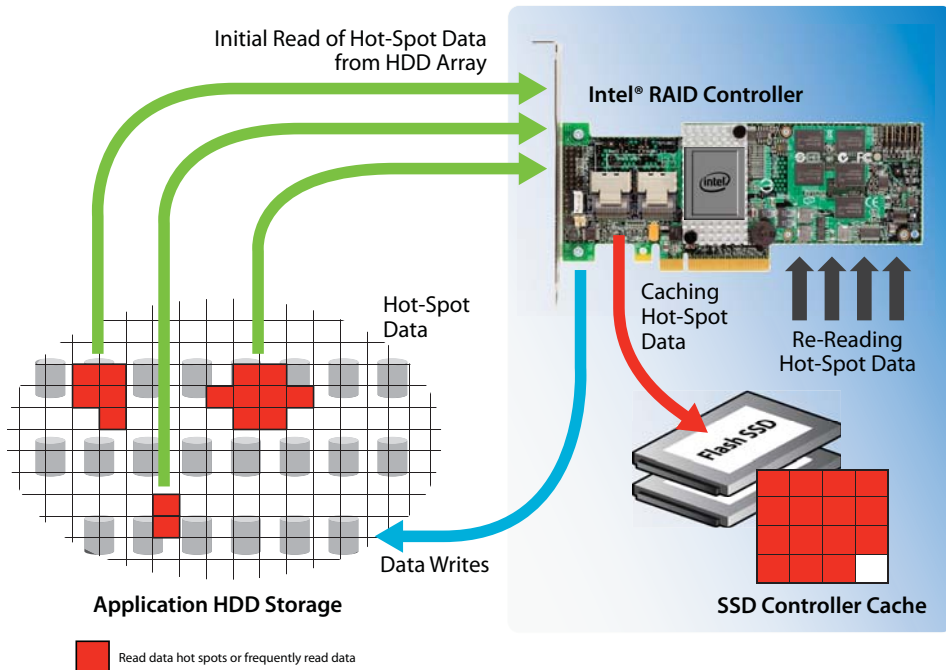 Initial Read of Hot-Spot Data
from HDD Array
Intel® RAID Controller
intel
Hot-Spot
Data
Caching
Hot-Spot
Data
Re-Reading
Hot-Spot Data
Flash SSD
Data Writes
Application HDD Storage
SSD Controller Cache
Read data hot spots or frequently read data